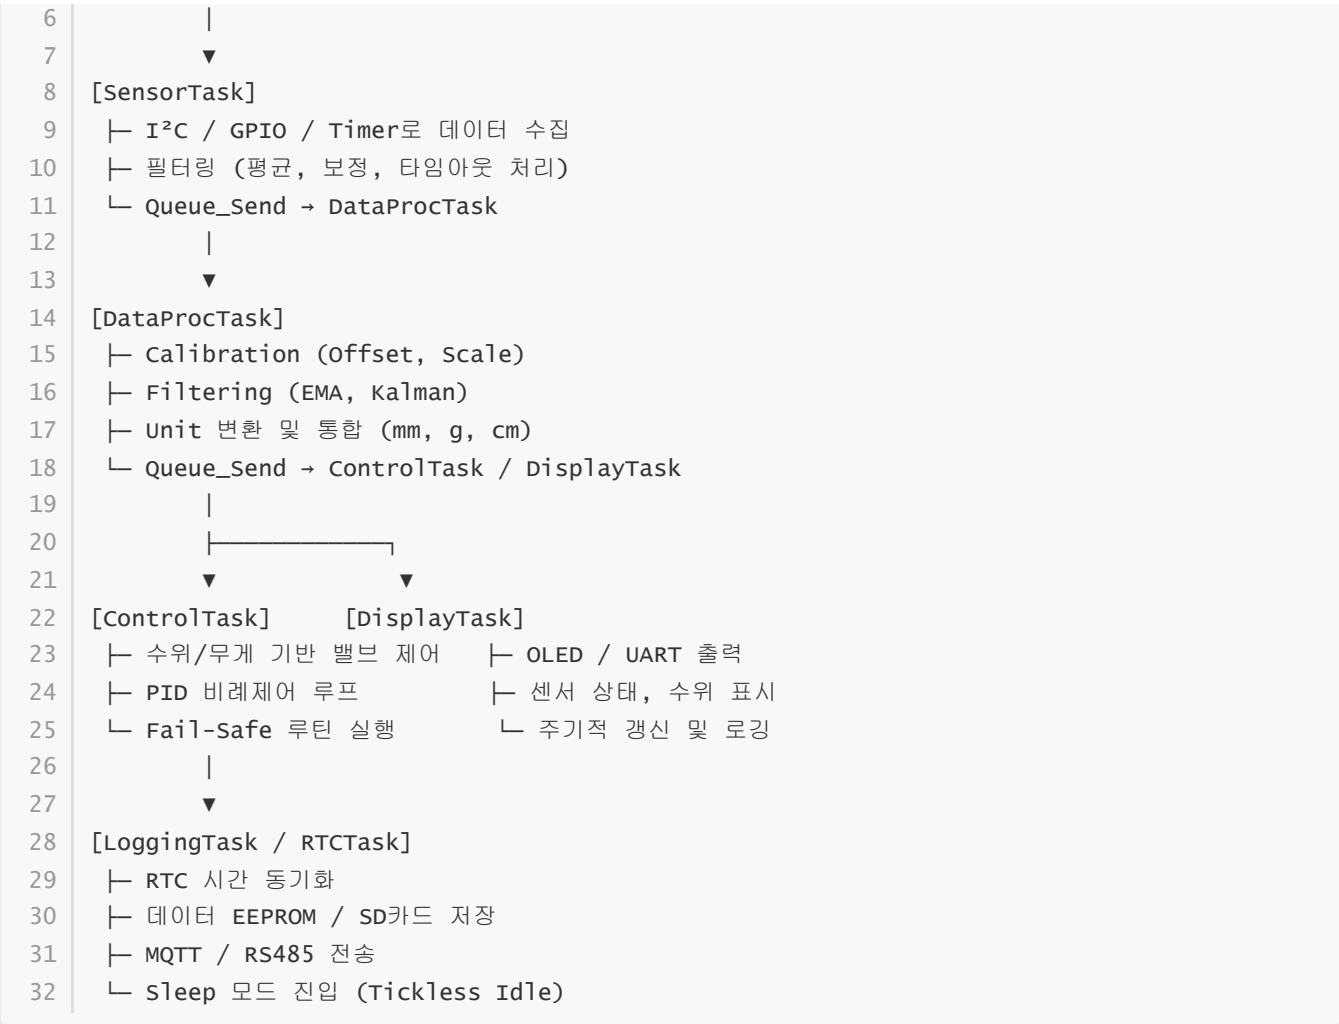 6             │
7             ▼
8  [SensorTask]
9   ├─ I²C / GPIO / Timer로 데이터 수집
10  ├─ 필터링 (평균, 보정, 타임아웃 처리)
11  └─ Queue_Send → DataProcTask
12            │
13            ▼
14 [DataProcTask]
15  ├─ Calibration (Offset, Scale)
16  ├─ Filtering (EMA, Kalman)
17  ├─ Unit 변환 및 통합 (mm, g, cm)
18  └─ Queue_Send → ControlTask / DisplayTask
19            │
20            ├────────────┐
21            ▼            ▼
22 [ControlTask]     [DisplayTask]
23  ├─ 수위/무게 기반 밸브 제어   ├─ OLED / UART 출력
24  ├─ PID 비례제어 루프        ├─ 센서 상태, 수위 표시
25  └─ Fail-Safe 루틴 실행      └─ 주기적 갱신 및 로깅
26            │
27            ▼
28 [LoggingTask / RTCTask]
29  ├─ RTC 시간 동기화
30  ├─ 데이터 EEPROM / SD카드 저장
31  ├─ MQTT / RS485 전송
32  └─ Sleep 모드 진입 (Tickless Idle)